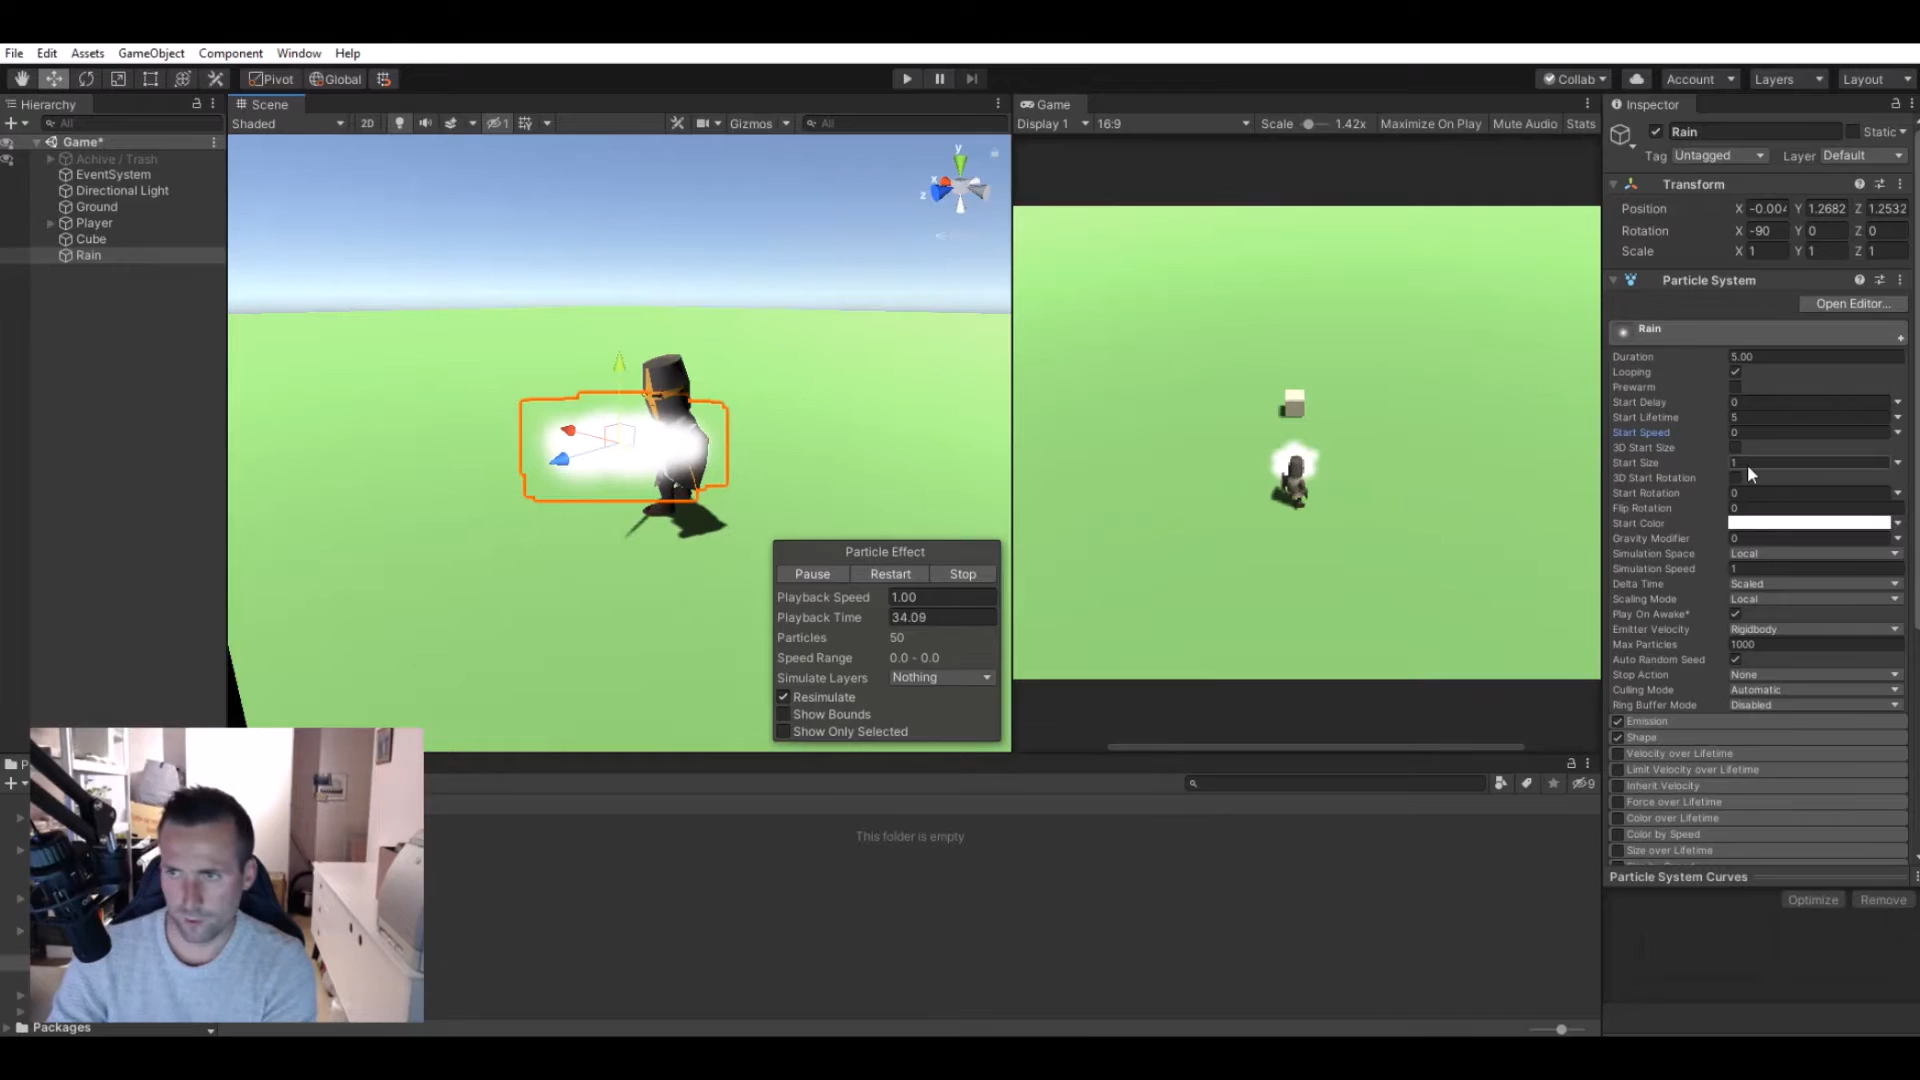 File Edit Assets GameObject Component Window Help
Pivot Global Collab Account Layers Layout
Hierarchy
All
Game*
Achive / Trash
EventSystem
Directional Light
Ground
Player
Cube
Rain
Scene
Shaded 2D Gizmos All
y
x
z
Particle Effect
Pause Restart Stop
Playback Speed 1.00
Playback Time 34.09
Particles 50
Speed Range 0.0 - 0.0
Simulate Layers Nothing
Resimulate
Show Bounds
Show Only Selected
Game
Display 1 16:9 Scale 1.42x Maximize On Play Mute Audio Stats
Inspector
Rain Static
Tag Untagged Layer Default
Transform
Position X -0.004 Y 1.2682 Z 1.2532
Rotation X -90 Y 0 Z 0
Scale X 1 Y 1 Z 1
Particle System
Open Editor...
Rain
Duration 5.00
Looping
Prewarm
Start Delay 0
Start Lifetime 5
Start Speed 0
3D Start Size
Start Size 1
3D Start Rotation
Start Rotation 0
Flip Rotation 0
Start Color
Gravity Modifier 0
Simulation Space Local
Simulation Speed 1
Delta Time Scaled
Scaling Mode Local
Play On Awake*
Emitter Velocity Rigidbody
Max Particles 1000
Auto Random Seed
Stop Action None
Culling Mode Automatic
Ring Buffer Mode Disabled
Emission
Shape
Velocity over Lifetime
Limit Velocity over Lifetime
Inherit Velocity
Force over Lifetime
Color over Lifetime
Color by Speed
Size over Lifetime
Particle System Curves
Optimize Remove
P
9
This folder is empty
Packages